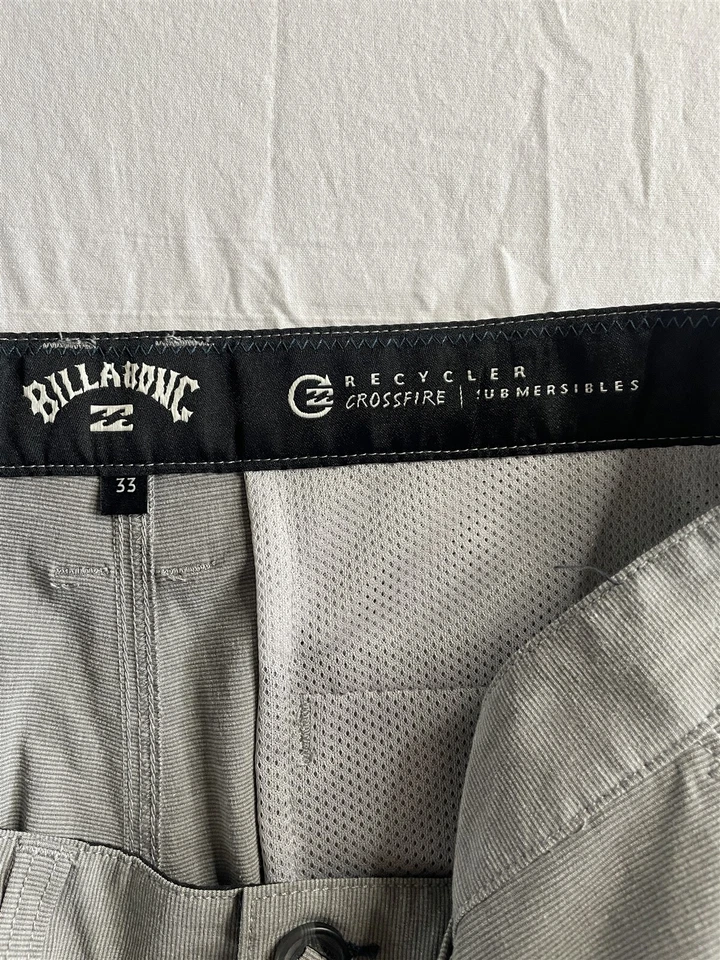 BILLABONG
RECYCLER
CROSSFIRE | SUBMERSIBLES
33